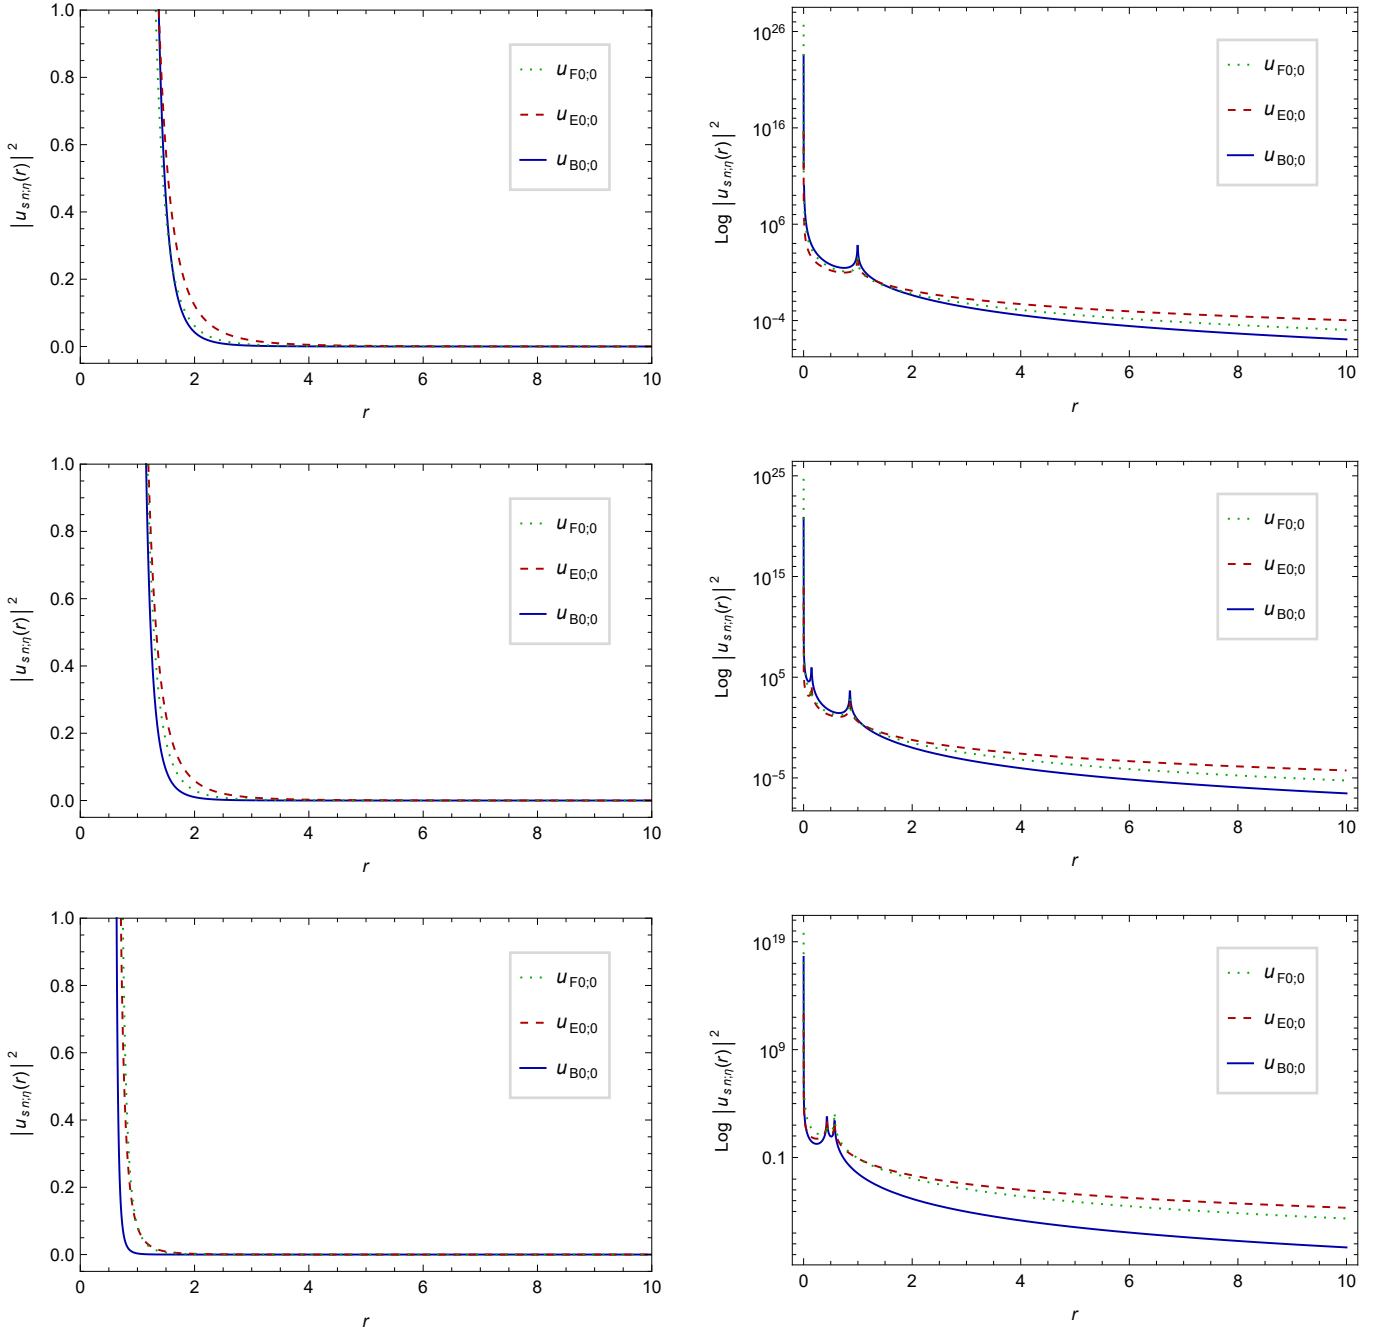 1.0
0.8
0.6
0.4
0.2
0.0
|u_{s n;η}(r)|^2
0 2 4 6 8 10
r
u_{F0;0}
u_{E0;0}
u_{B0;0}
10^{26}
10^{16}
10^{6}
10^{-4}
Log |u_{s n;η}(r)|^2
0 2 4 6 8 10
r
u_{F0;0}
u_{E0;0}
u_{B0;0}
1.0
0.8
0.6
0.4
0.2
0.0
|u_{s n;η}(r)|^2
0 2 4 6 8 10
r
u_{F0;0}
u_{E0;0}
u_{B0;0}
10^{25}
10^{15}
10^{5}
10^{-5}
Log |u_{s n;η}(r)|^2
0 2 4 6 8 10
r
u_{F0;0}
u_{E0;0}
u_{B0;0}
1.0
0.8
0.6
0.4
0.2
0.0
|u_{s n;η}(r)|^2
0 2 4 6 8 10
r
u_{F0;0}
u_{E0;0}
u_{B0;0}
10^{19}
10^{9}
0.1
Log |u_{s n;η}(r)|^2
0 2 4 6 8 10
r
u_{F0;0}
u_{E0;0}
u_{B0;0}